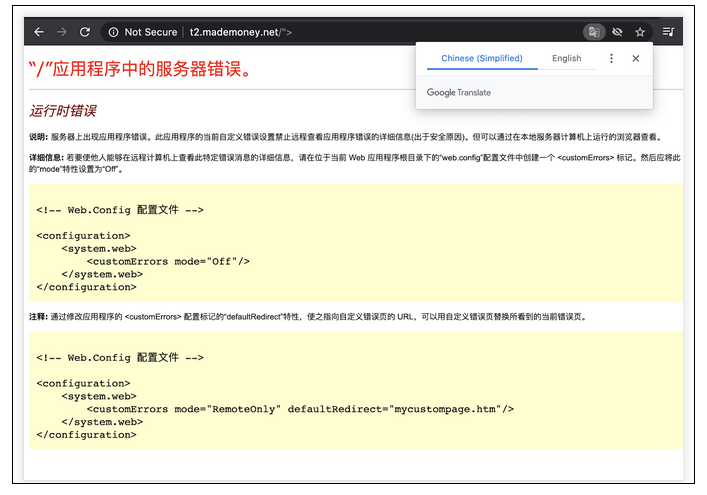 Not Secure | t2.mademoney.net/">
Chinese (Simplified) English
Google Translate
“/”应用程序中的服务器错误。
运行时错误
说明: 服务器上出现应用程序错误。此应用程序的当前自定义错误设置禁止远程查看应用程序错误的详细信息(出于安全原因)。但可以通过在本地服务器计算机上运行的浏览器查看。
详细信息: 若要使他人能够在远程计算机上查看此特定错误消息的详细信息，请在位于当前 Web 应用程序根目录下的“web.config”配置文件中创建一个 <customErrors> 标记。然后应将此
的“mode”特性设置为“Off”。
<!-- Web.Config 配置文件 -->
<configuration>
    <system.web>
        <customErrors mode="Off"/>
    </system.web>
</configuration>
注释: 通过修改应用程序的 <customErrors> 配置标记的“defaultRedirect”特性，使之指向自定义错误页的 URL，可以用自定义错误页替换所看到的当前错误页。
<!-- Web.Config 配置文件 -->
<configuration>
    <system.web>
        <customErrors mode="RemoteOnly" defaultRedirect="mycustompage.htm"/>
    </system.web>
</configuration>